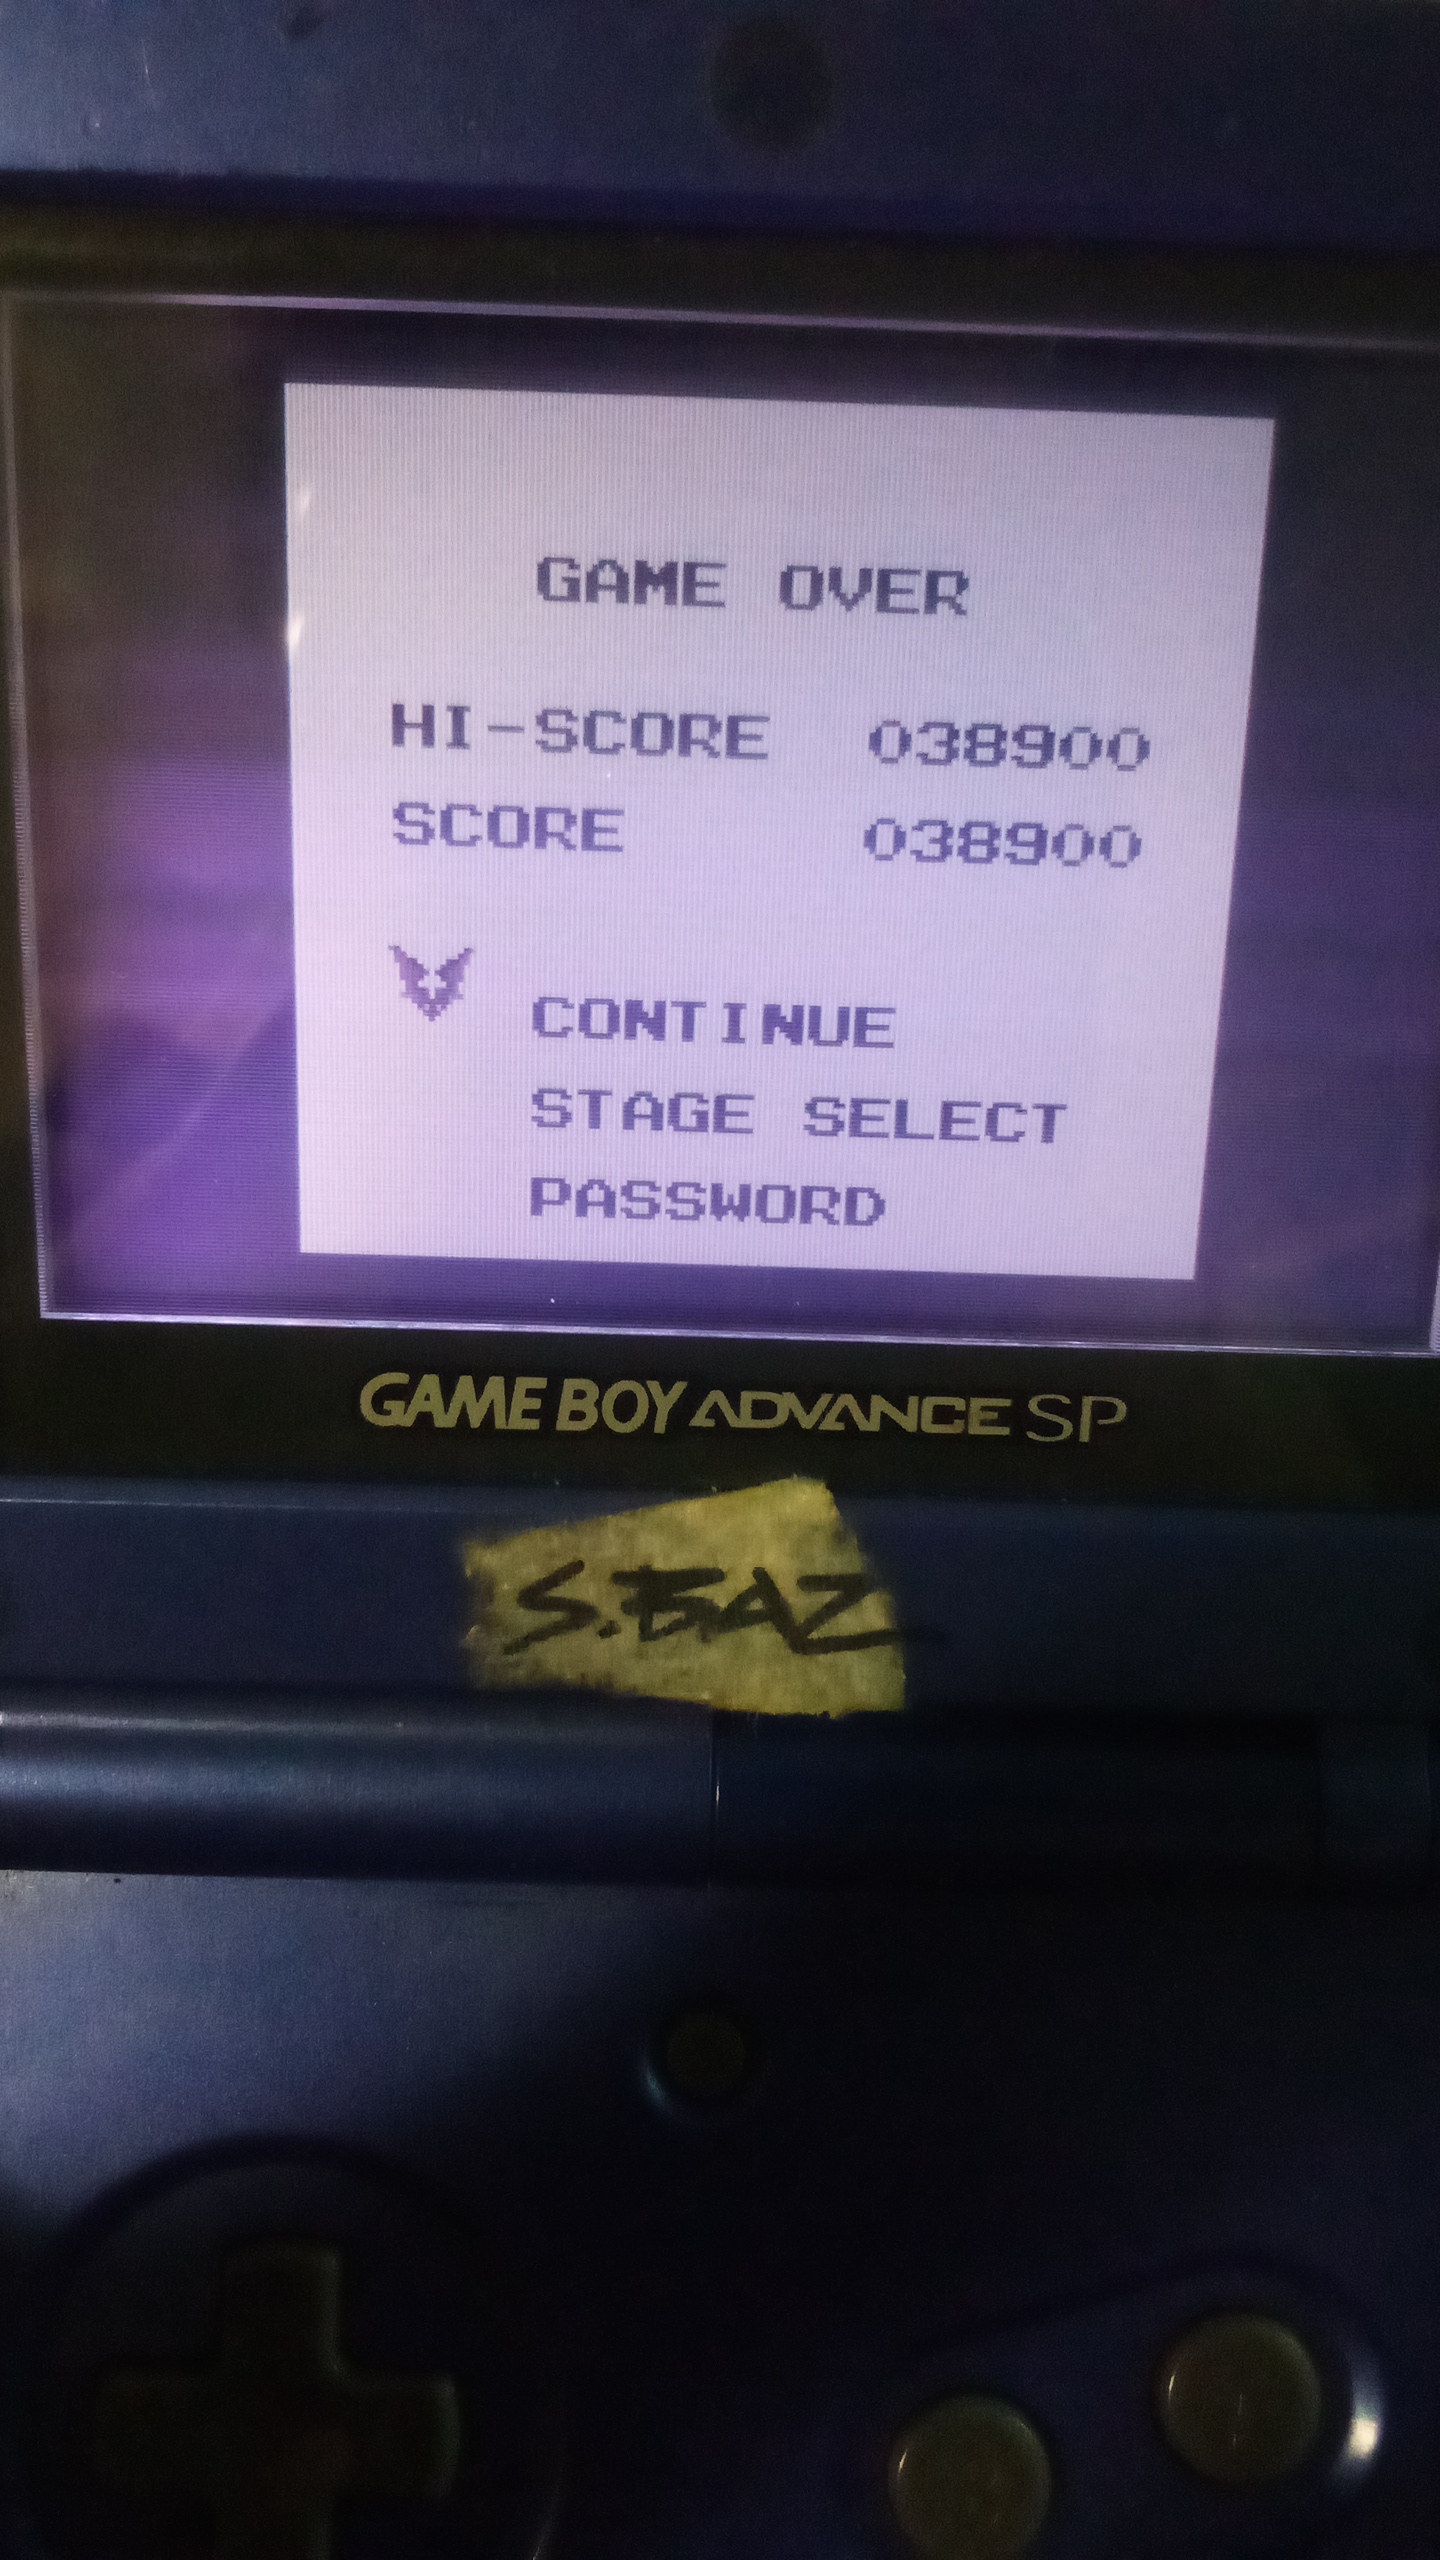 GAME OVER
HI-SCORE 038900
SCORE 038900
CONTINUE
STAGE SELECT
PASSWORD
GAME BOY ADVANCE SP
S.BAZ